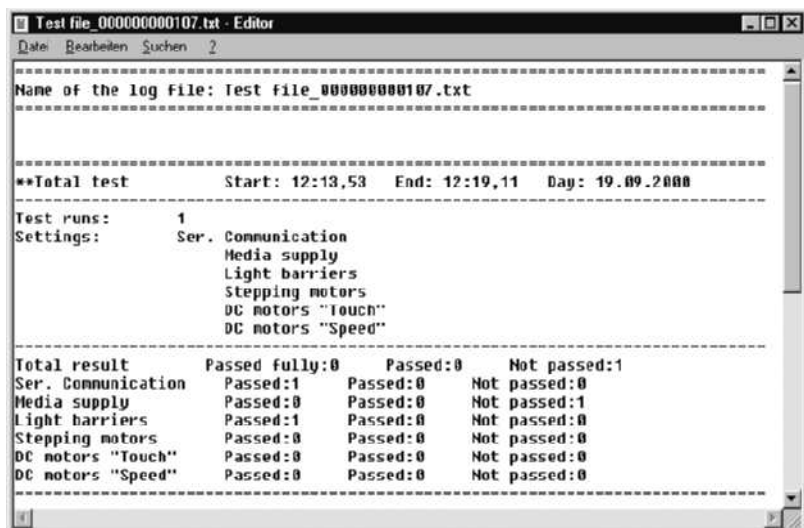 Test file_000000000107.txt - Editor
Datei Bearbeiten Suchen ?
================================================================
Name of the log file: Test file_000000000107.txt
================================================================
================================================================
**Total test Start: 12:13,53 End: 12:19,11 Day: 19.09.2000
----------------------------------------------------------------
Test runs: 1
Settings: Ser. Communication
Media supply
Light barriers
Stepping motors
DC motors "Touch"
DC motors "Speed"
----------------------------------------------------------------
Total result Passed fully:0 Passed:0 Not passed:1
Ser. Communication Passed:1 Passed:0 Not passed:0
Media supply Passed:0 Passed:0 Not passed:1
Light barriers Passed:1 Passed:0 Not passed:0
Stepping motors Passed:0 Passed:0 Not passed:0
DC motors "Touch" Passed:0 Passed:0 Not passed:0
DC motors "Speed" Passed:0 Passed:0 Not passed:0
----------------------------------------------------------------